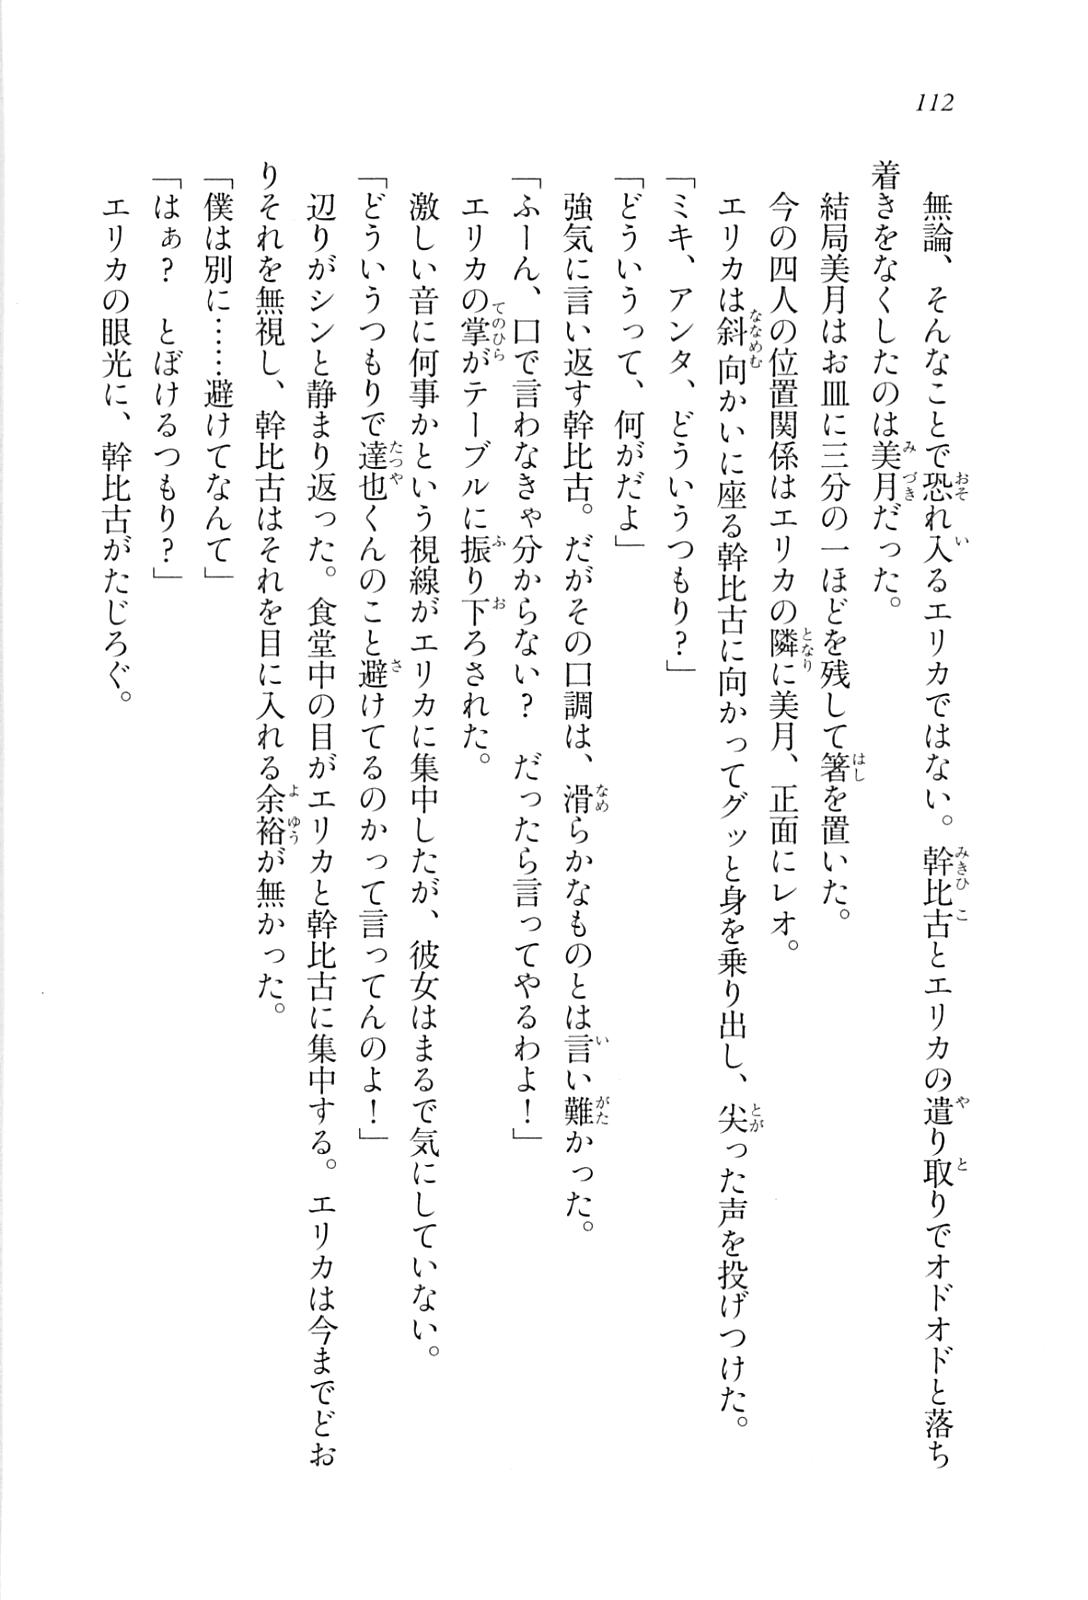 112
無論、そんなことで恐れ入るエリカではない。幹比古とエリカの遣り取りでオドオドと落ち
着きをなくしたのは美月だった。
結局美月はお皿に三分の一ほどを残して箸を置いた。
今の四人の位置関係はエリカの隣に美月、正面にレオ。
エリカは斜向かいに座る幹比古に向かってグッと身を乗り出し、尖った声を投げつけた。
「ミキ、アンタ、どういうつもり？」
「どういうって、何がだよ」
強気に言い返す幹比古。だがその口調は、滑らかなものとは言い難かった。
「ふーん、口で言わなきゃ分からない？　だったら言ってやるわよ！」
エリカの掌がテーブルに振り下ろされた。
激しい音に何事かという視線がエリカに集中したが、彼女はまるで気にしていない。
「どういうつもりで達也くんのこと避けてるのかって言ってんのよ！」
辺りがシンと静まり返った。食堂中の目がエリカと幹比古に集中する。エリカは今までどお
りそれを無視し、幹比古はそれを目に入れる余裕が無かった。
「僕は別に……避けてなんて」
「はぁ？　とぼけるつもり？」
エリカの眼光に、幹比古がたじろぐ。